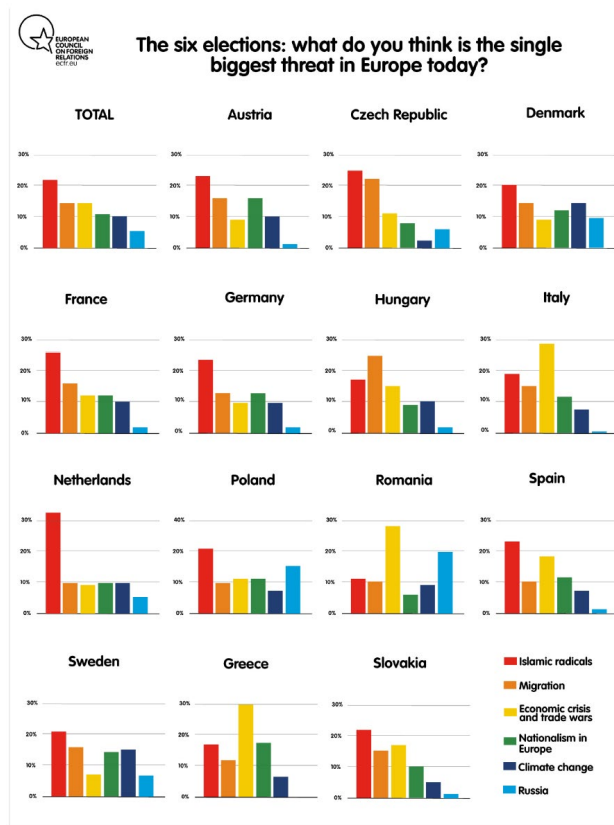 EUROPEAN
COUNCIL
ON FOREIGN
RELATIONS
ecfr.eu
The six elections: what do you think is the single
biggest threat in Europe today?
TOTAL
Austria
Czech Republic
Denmark
30%
30%
30%
30%
20%
20%
20%
20%
10%
10%
10%
10%
0%
0%
0%
0%
France
Germany
Hungary
Italy
30%
30%
30%
30%
20%
20%
20%
20%
10%
10%
10%
10%
0%
0%
0%
0%
Netherlands
Poland
Romania
Spain
30%
40%
30%
30%
20%
20%
20%
20%
10%
10%
10%
10%
0%
0%
0%
0%
Sweden
Greece
Slovakia
30%
30%
30%
20%
20%
20%
10%
10%
10%
0%
0%
0%
Islamic radicals
Migration
Economic crisis
and trade wars
Nationalism in
Europe
Climate change
Russia